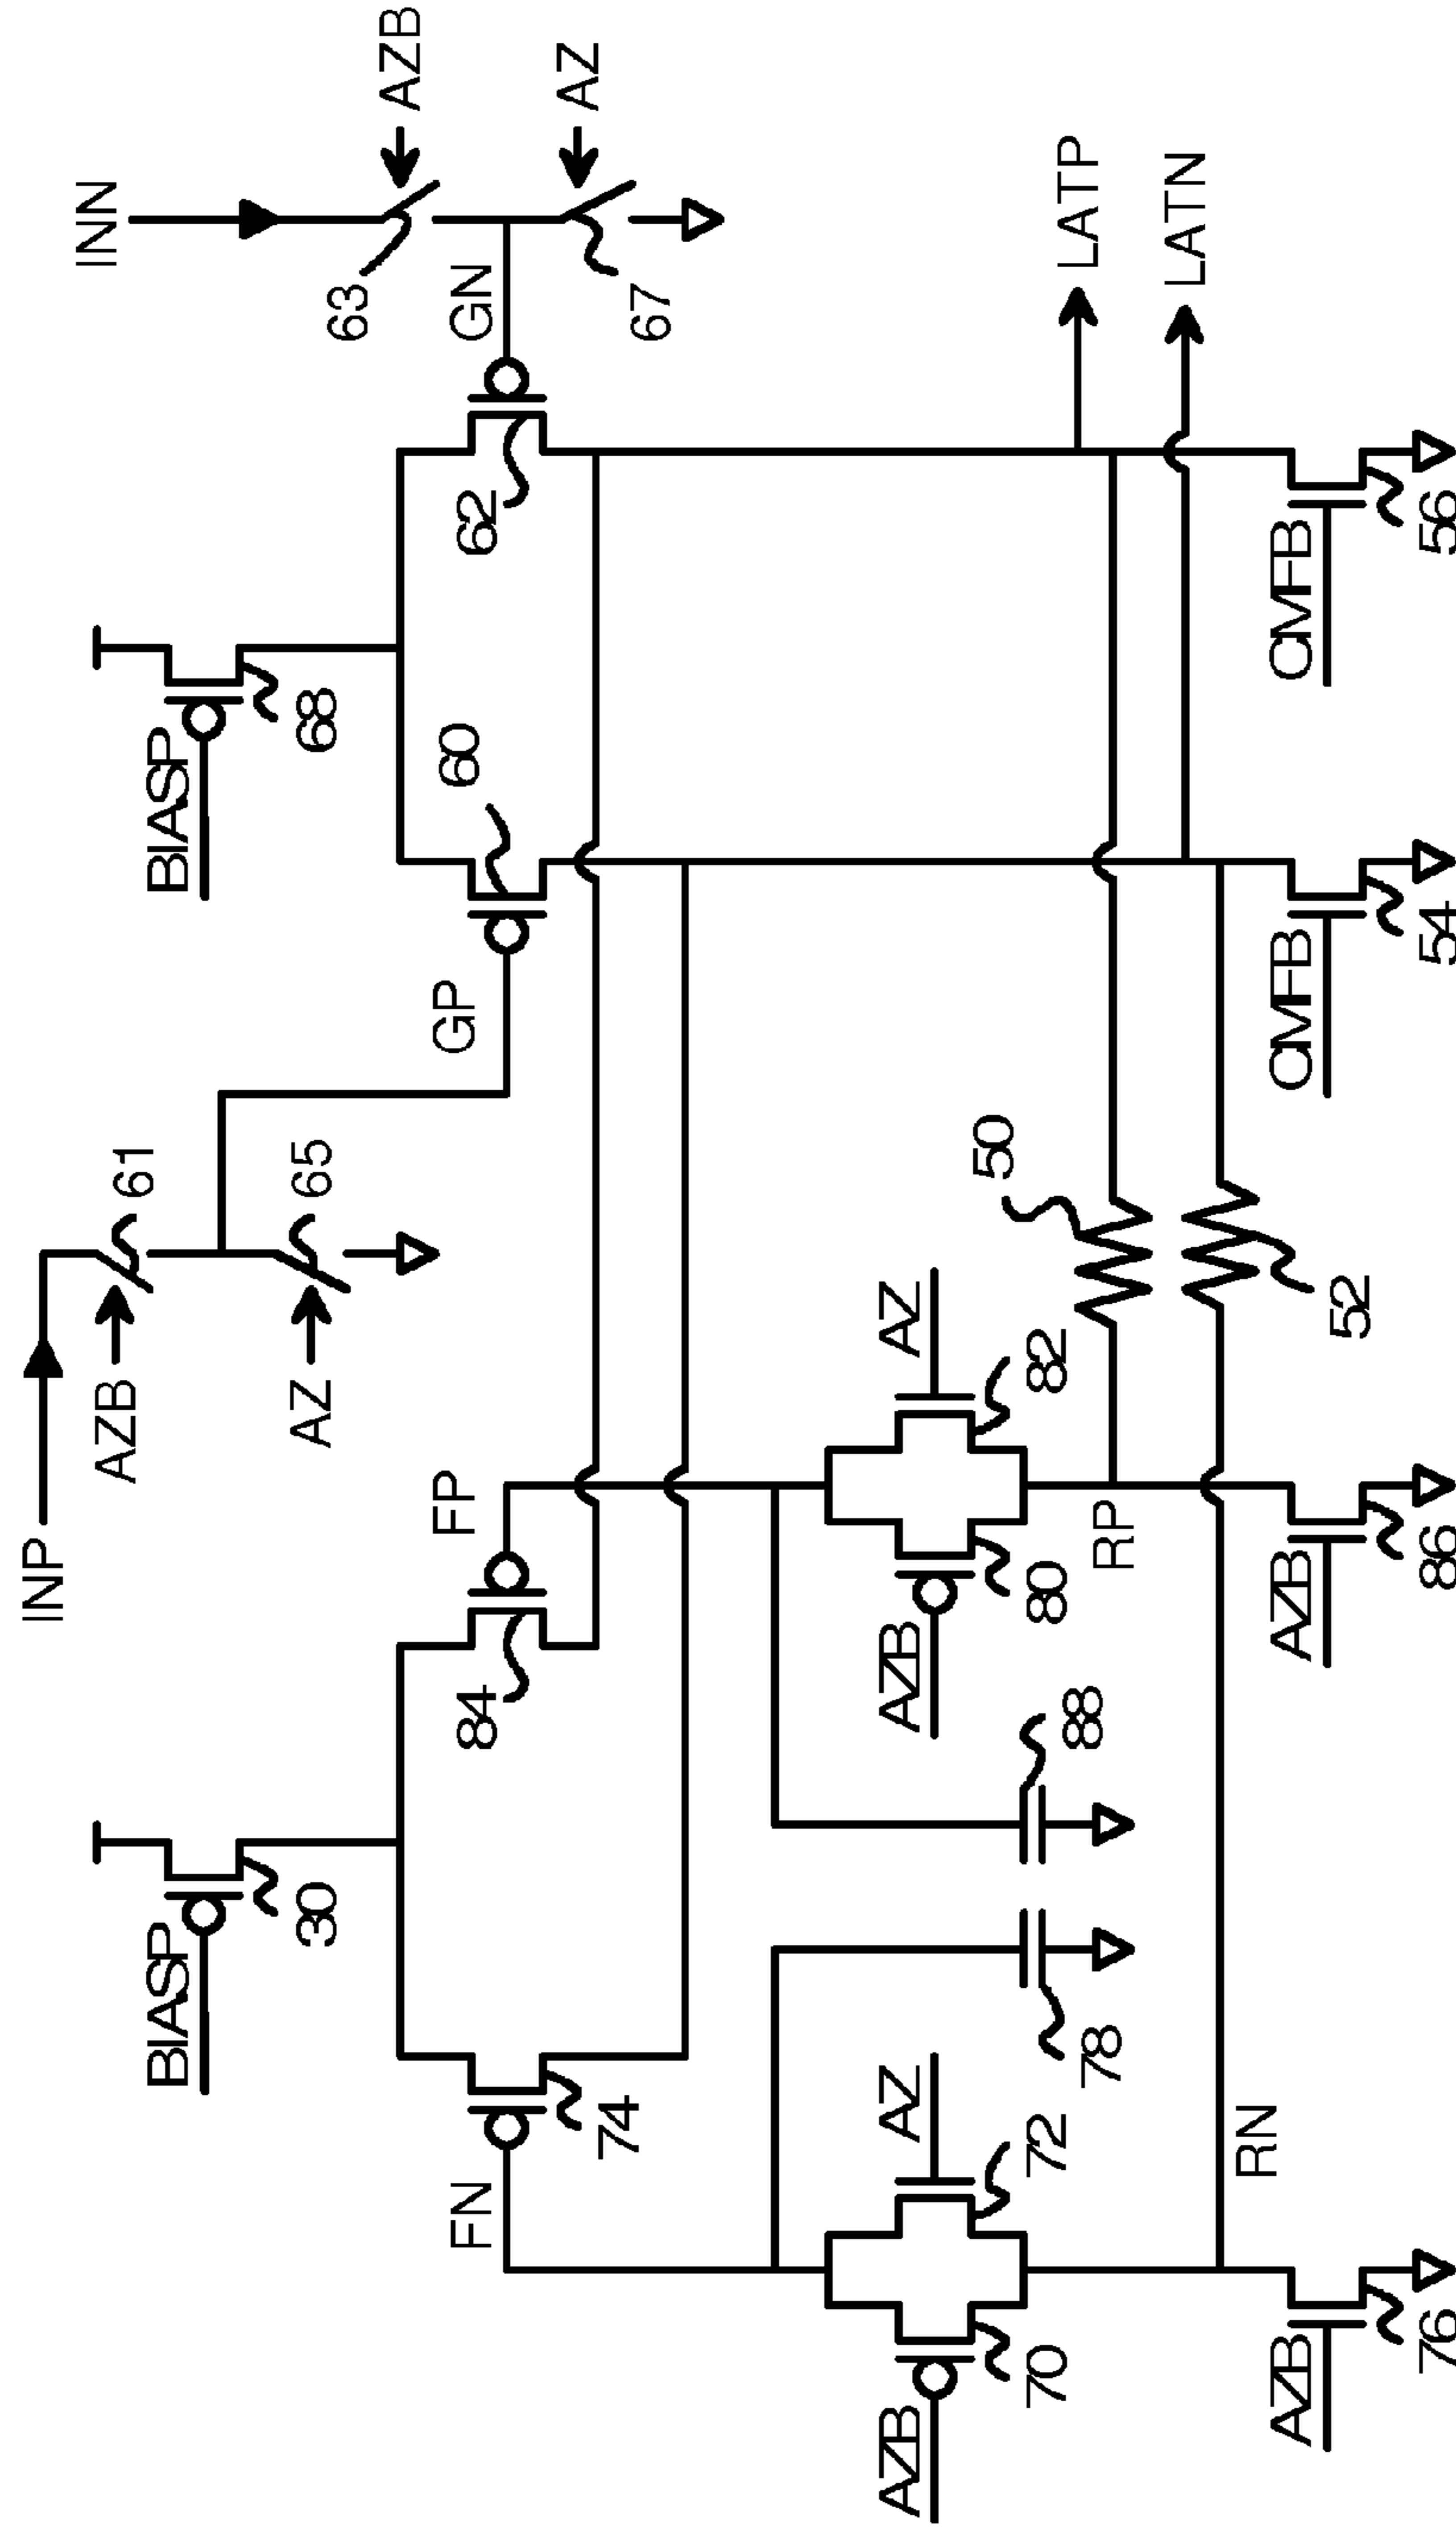 INP
INN
AZB
61
BIASP
BIASP
AZ
65
30
68
63
AZB
FN
FP
GP
60
GN
84
62
AZ
74
67
AZB
AZ
AZB
AZ
50
70
72
80
82
78
88
RP
LATP
LATN
RN
AZB
AZB
CMFB
CMFB
52
76
86
54
56